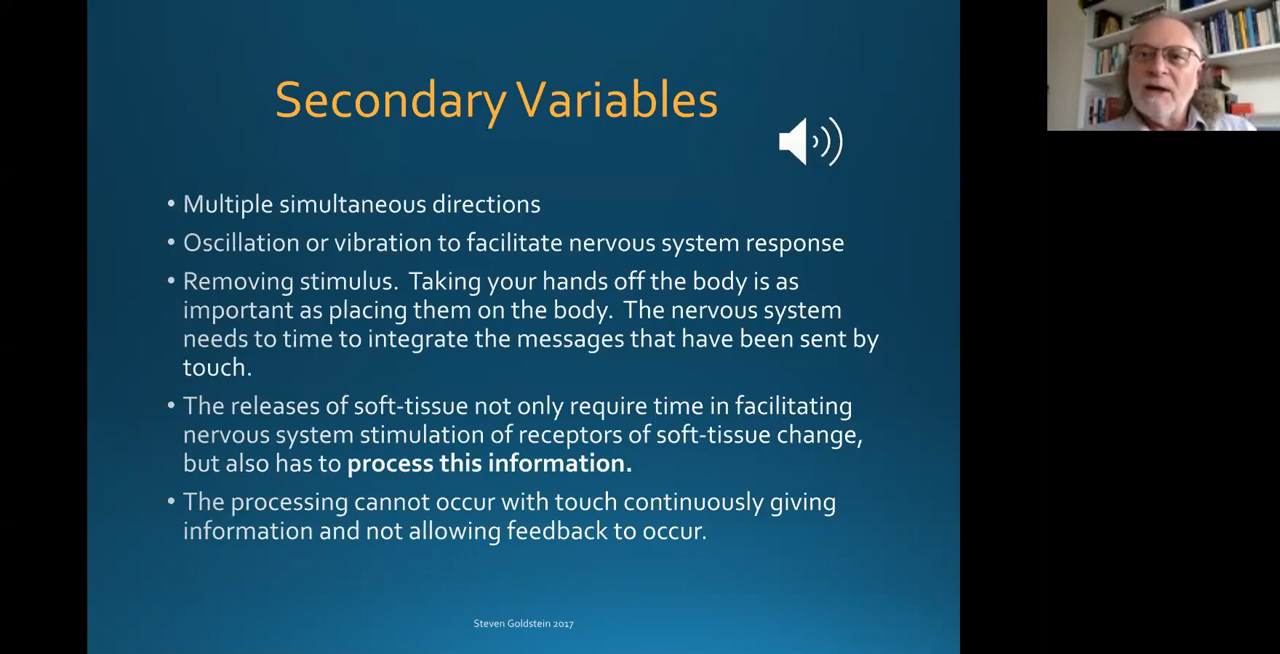 Secondary Variables
• Multiple simultaneous directions
• Oscillation or vibration to facilitate nervous system response
• Removing stimulus.  Taking your hands off the body is as
important as placing them on the body.  The nervous system
needs to time to integrate the messages that have been sent by
touch.
• The releases of soft-tissue not only require time in facilitating
nervous system stimulation of receptors of soft-tissue change,
but also has to process this information.
• The processing cannot occur with touch continuously giving
information and not allowing feedback to occur.
Steven Goldstein 2017